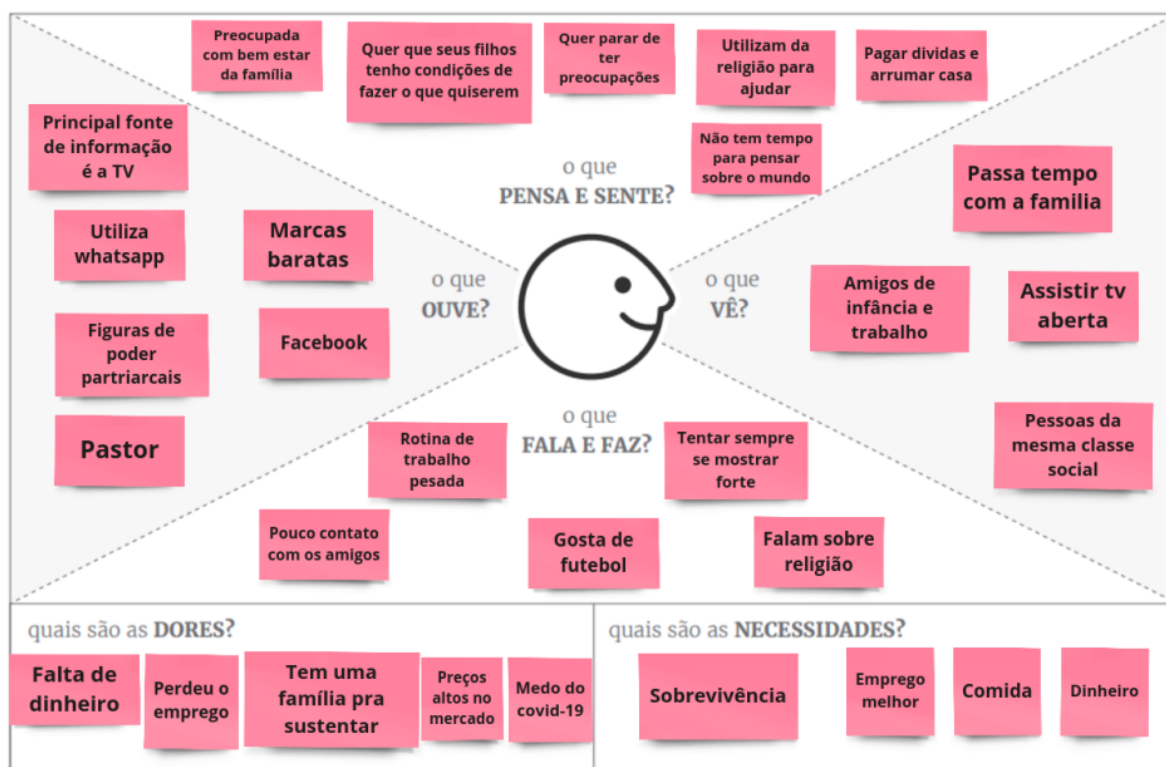 Preocupada
com bem estar
da família
Quer que seus filhos
tenho condições de
fazer o que quiserem
Quer parar de
ter
preocupações
Utilizam da
religião para
ajudar
Pagar dividas e
arrumar casa
Não tem tempo
para pensar
sobre o mundo
o que
PENSA E SENTE?
Principal fonte
de informação
é a TV
Utiliza
whatsapp
Marcas
baratas
Figuras de
poder
partriarcais
Facebook
Pastor
o que
OUVE?
o que
VÊ?
Passa tempo
com a familia
Amigos de
infância e
trabalho
Assistir tv
aberta
Pessoas da
mesma classe
social
o que
FALA E FAZ?
Rotina de
trabalho
pesada
Tentar sempre
se mostrar
forte
Pouco contato
com os amigos
Gosta de
futebol
Falam sobre
religião
quais são as DORES?
Falta de
dinheiro
Perdeu o
emprego
Tem uma
família pra
sustentar
Preços
altos no
mercado
Medo do
covid-19
quais são as NECESSIDADES?
Sobrevivência
Emprego
melhor
Comida
Dinheiro